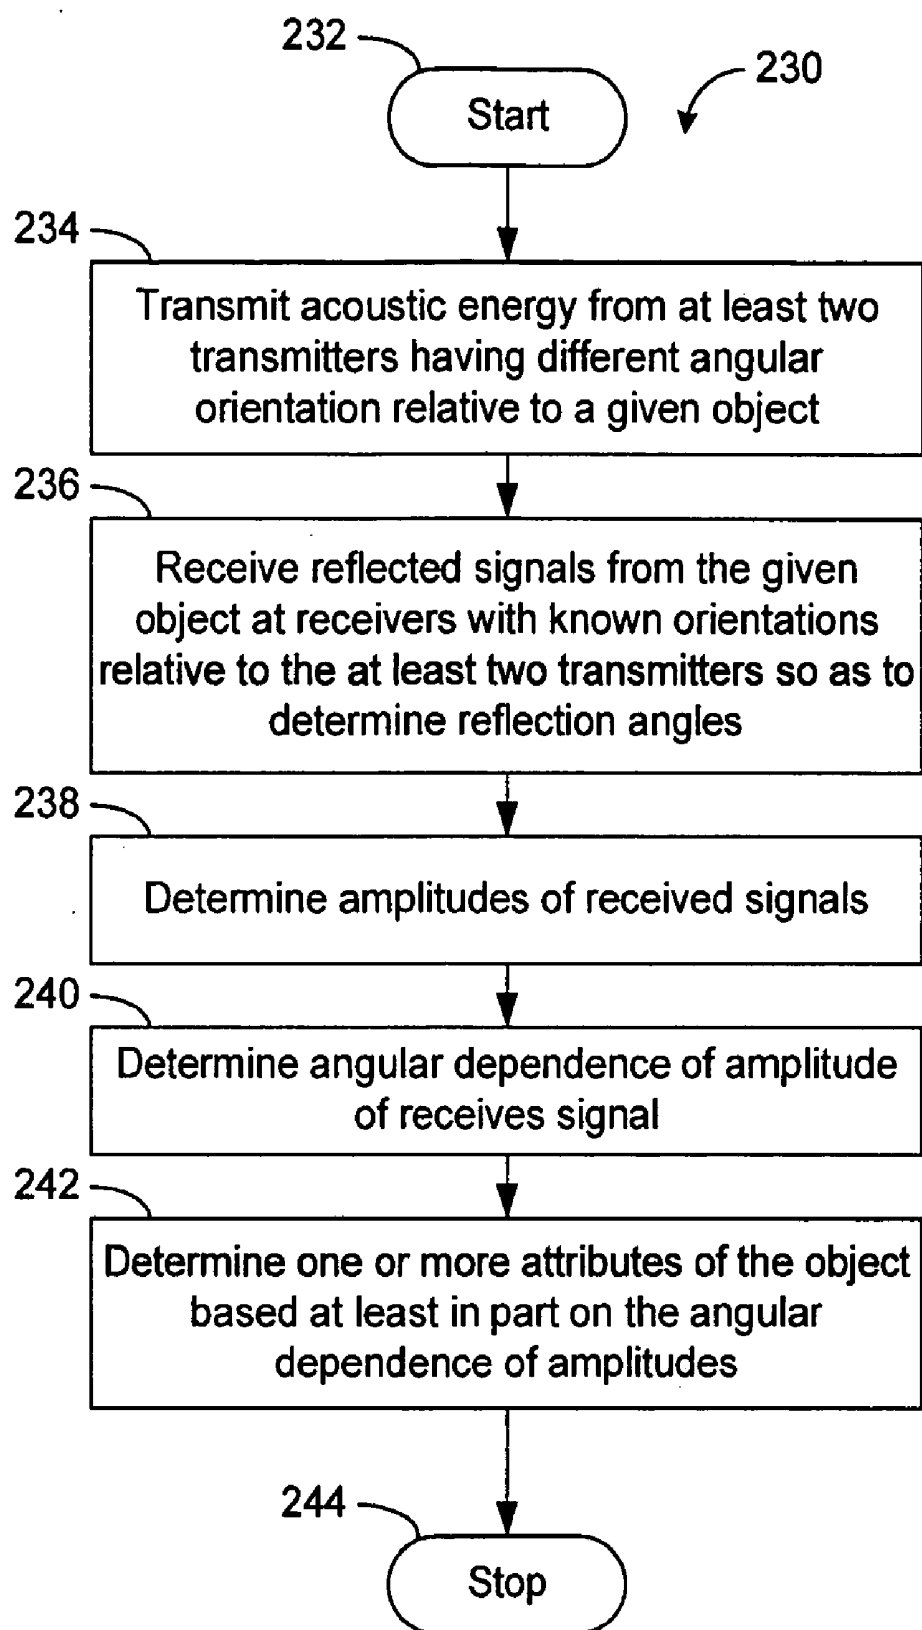 232
Start
230
234
Transmit acoustic energy from at least two
transmitters having different angular
orientation relative to a given object
236
Receive reflected signals from the given
object at receivers with known orientations
relative to the at least two transmitters so as to
determine reflection angles
238
Determine amplitudes of received signals
240
Determine angular dependence of amplitude
of receives signal
242
Determine one or more attributes of the object
based at least in part on the angular
dependence of amplitudes
244
Stop